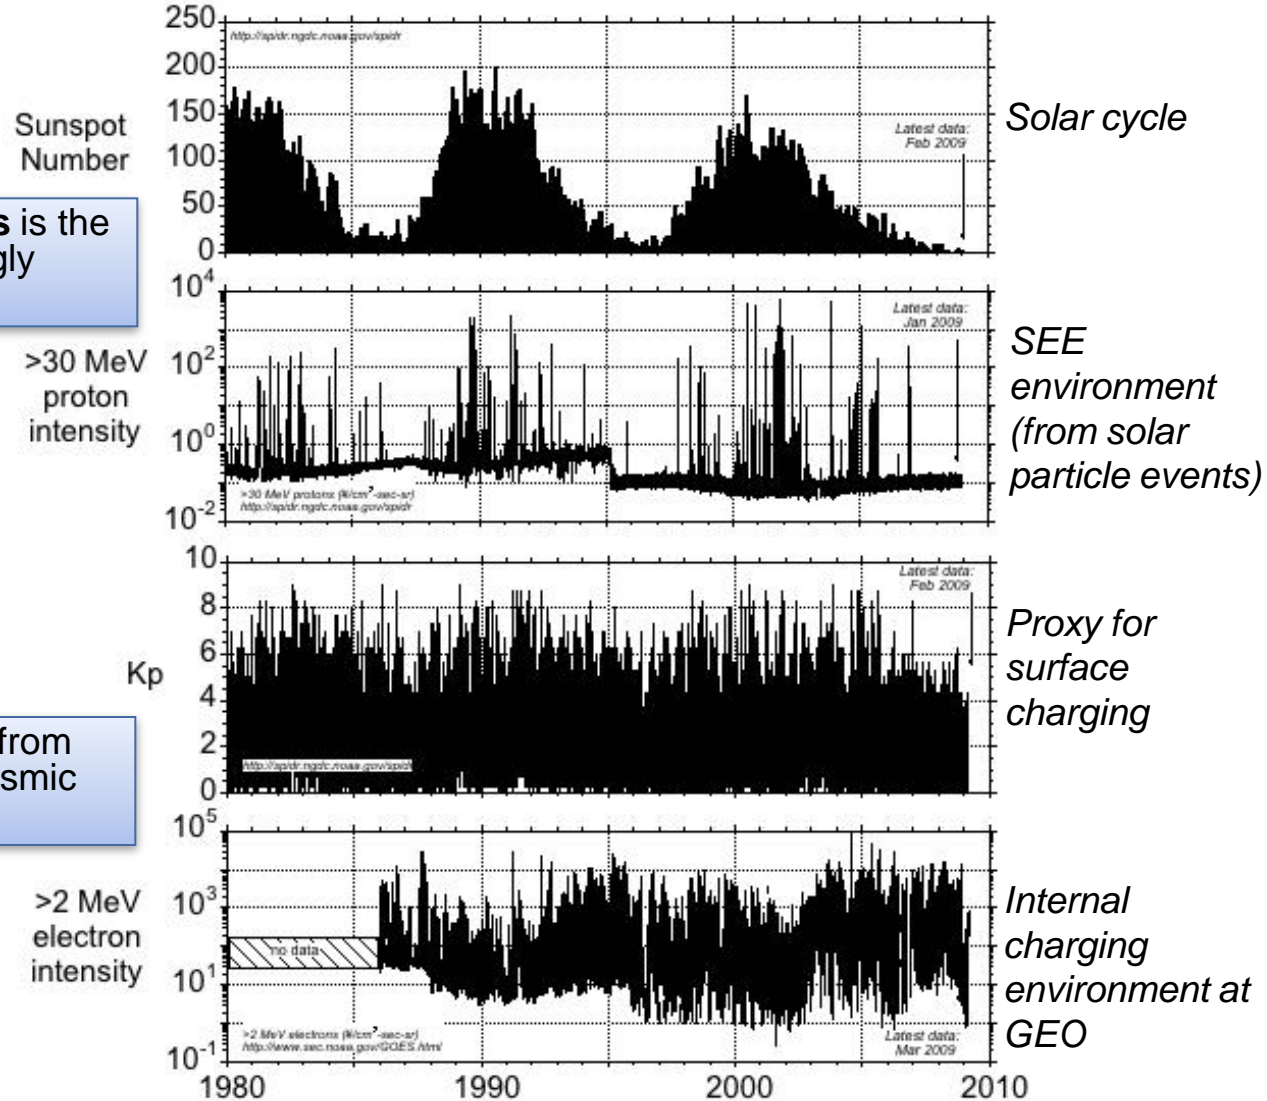 250
200
150
100
50
0
Sunspot
Number
http://spidr.ngdc.noaa.gov/spidr
Latest data:
Feb 2009
Solar cycle
s is the
gly
10⁴
10²
10⁰
10⁻²
>30 MeV
proton
intensity
Latest data:
Jan 2009
>30 MeV protons (#/cm²-sec-sr)
http://spidr.ngdc.noaa.gov/spidr
SEE
environment
(from solar
particle events)
10
8
6
4
2
0
Kp
Latest data:
Feb 2009
http://spidr.ngdc.noaa.gov/spidr
Proxy for
surface
charging
from
smic
10⁵
10³
10¹
10⁻¹
>2 MeV
electron
intensity
no data
>2 MeV electrons (#/cm²-sec-sr)
http://www.sec.noaa.gov/GOES.html
Latest data:
Mar 2009
Internal
charging
environment at
GEO
1980
1990
2000
2010